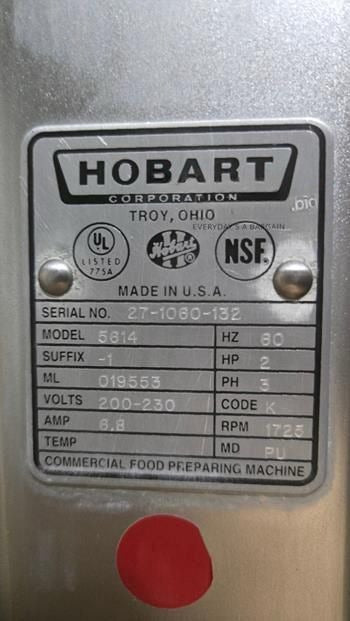 HOBART
CORPORATION
TROY, OHIO
.bid
EVERYDAY'S A BARGAIN
UL
LISTED
775A
Hobart
NSF.
MADE IN U.S.A.
SERIAL NO. 27-1060-132
MODEL 5614 HZ 60
SUFFIX -1 HP 2
ML 019553 PH 3
VOLTS 200-230 CODE K
AMP 6.8 RPM 1725
TEMP MD PU
COMMERCIAL FOOD PREPARING MACHINE